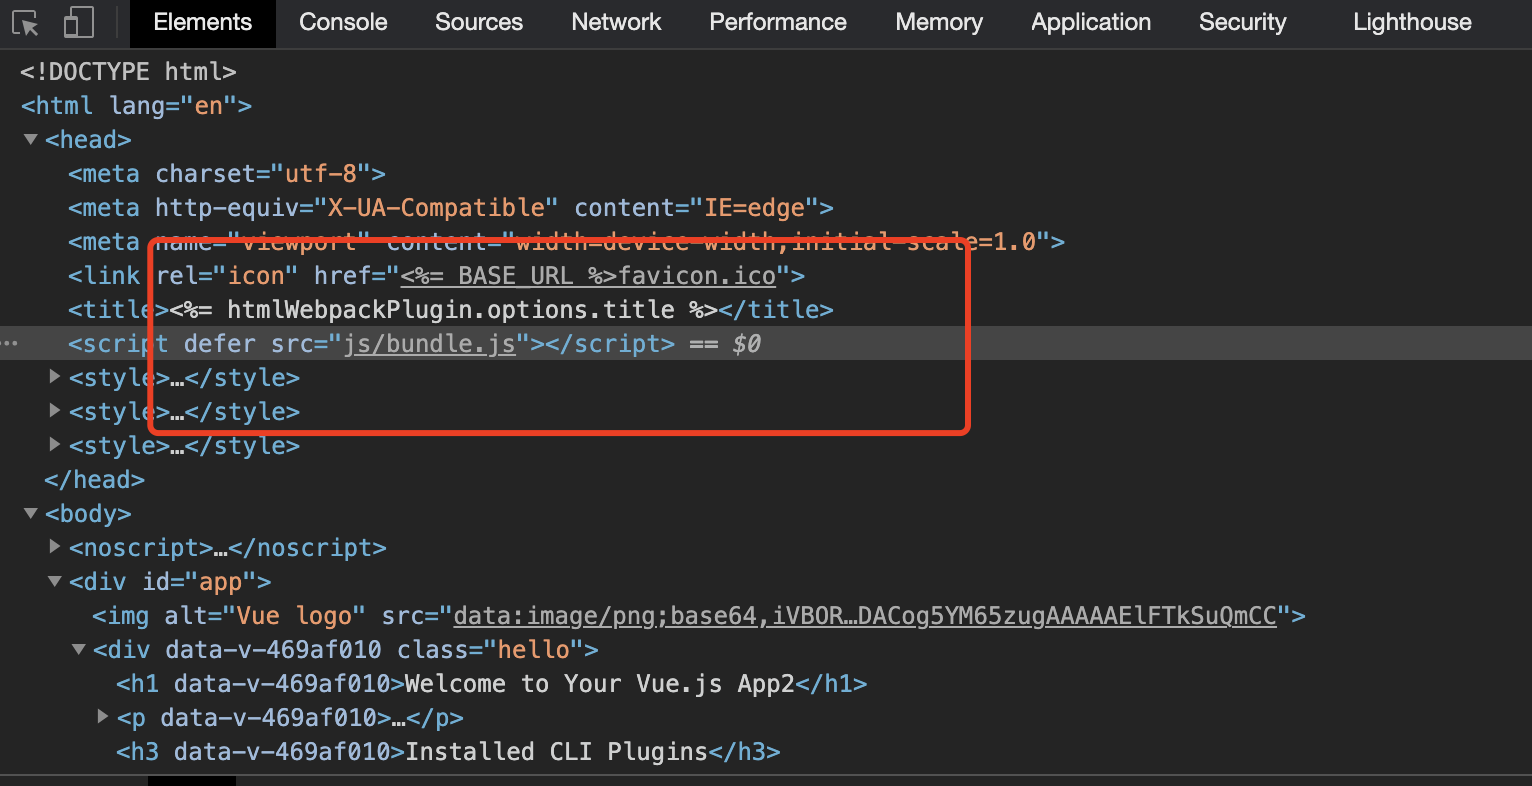 Elements Console Sources Network Performance Memory Application Security Lighthouse
<!DOCTYPE html>
<html lang="en">
<head>
<meta charset="utf-8">
<meta http-equiv="X-UA-Compatible" content="IE=edge">
<meta name="viewport" content="width=device-width,initial-scale=1.0">
<link rel="icon" href="<%= BASE_URL %>favicon.ico">
<title><%= htmlWebpackPlugin.options.title %></title>
<script defer src="js/bundle.js"></script> == $0
<style>…</style>
<style>…</style>
<style>…</style>
</head>
<body>
<noscript>…</noscript>
<div id="app">
<img alt="Vue logo" src="data:image/png;base64,iVBOR…DACog5YM65zugAAAAAElFTkSuQmCC">
<div data-v-469af010 class="hello">
<h1 data-v-469af010>Welcome to Your Vue.js App2</h1>
<p data-v-469af010>…</p>
<h3 data-v-469af010>Installed CLI Plugins</h3>